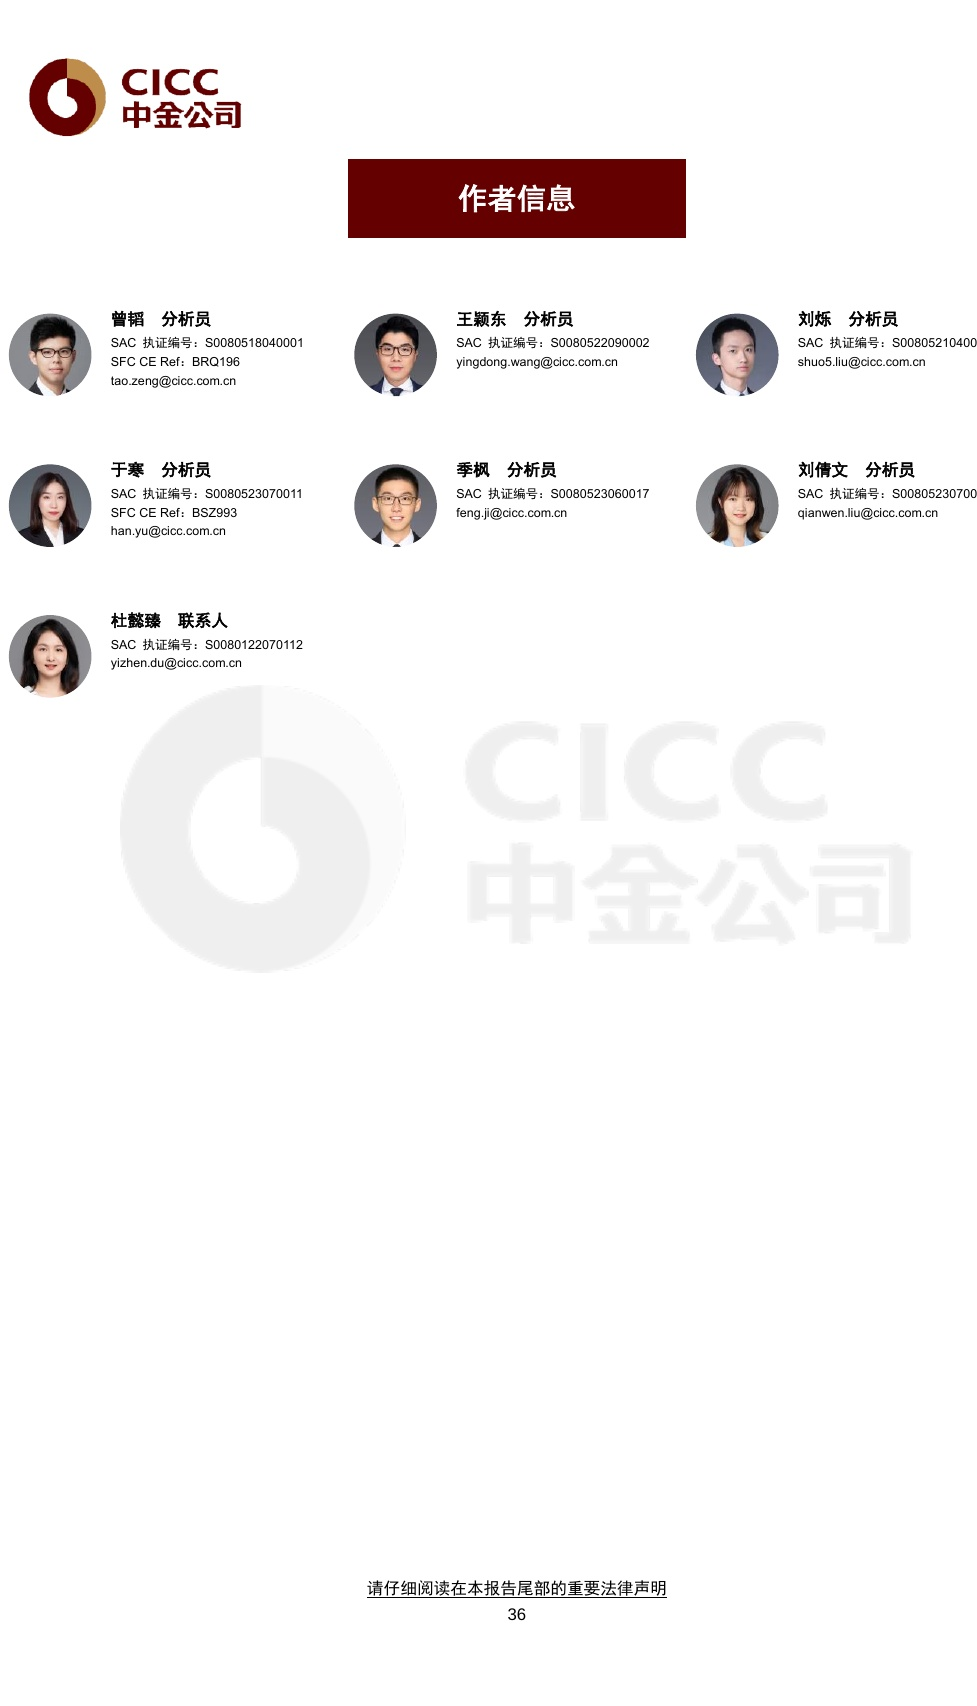 CICC
中金公司
作者信息
曾韬 分析员
SAC 执证编号：S0080518040001
SFC CE Ref：BRQ196
tao.zeng@cicc.com.cn
王颖东 分析员
SAC 执证编号：S0080522090002
yingdong.wang@cicc.com.cn
刘烁 分析员
SAC 执证编号：S00805210400
shuo5.liu@cicc.com.cn
于寒 分析员
SAC 执证编号：S0080523070011
SFC CE Ref：BSZ993
han.yu@cicc.com.cn
季枫 分析员
SAC 执证编号：S0080523060017
feng.ji@cicc.com.cn
刘倩文 分析员
SAC 执证编号：S00805230700
qianwen.liu@cicc.com.cn
杜懿臻 联系人
SAC 执证编号：S0080122070112
yizhen.du@cicc.com.cn
CICC
中金公司
请仔细阅读在本报告尾部的重要法律声明
36